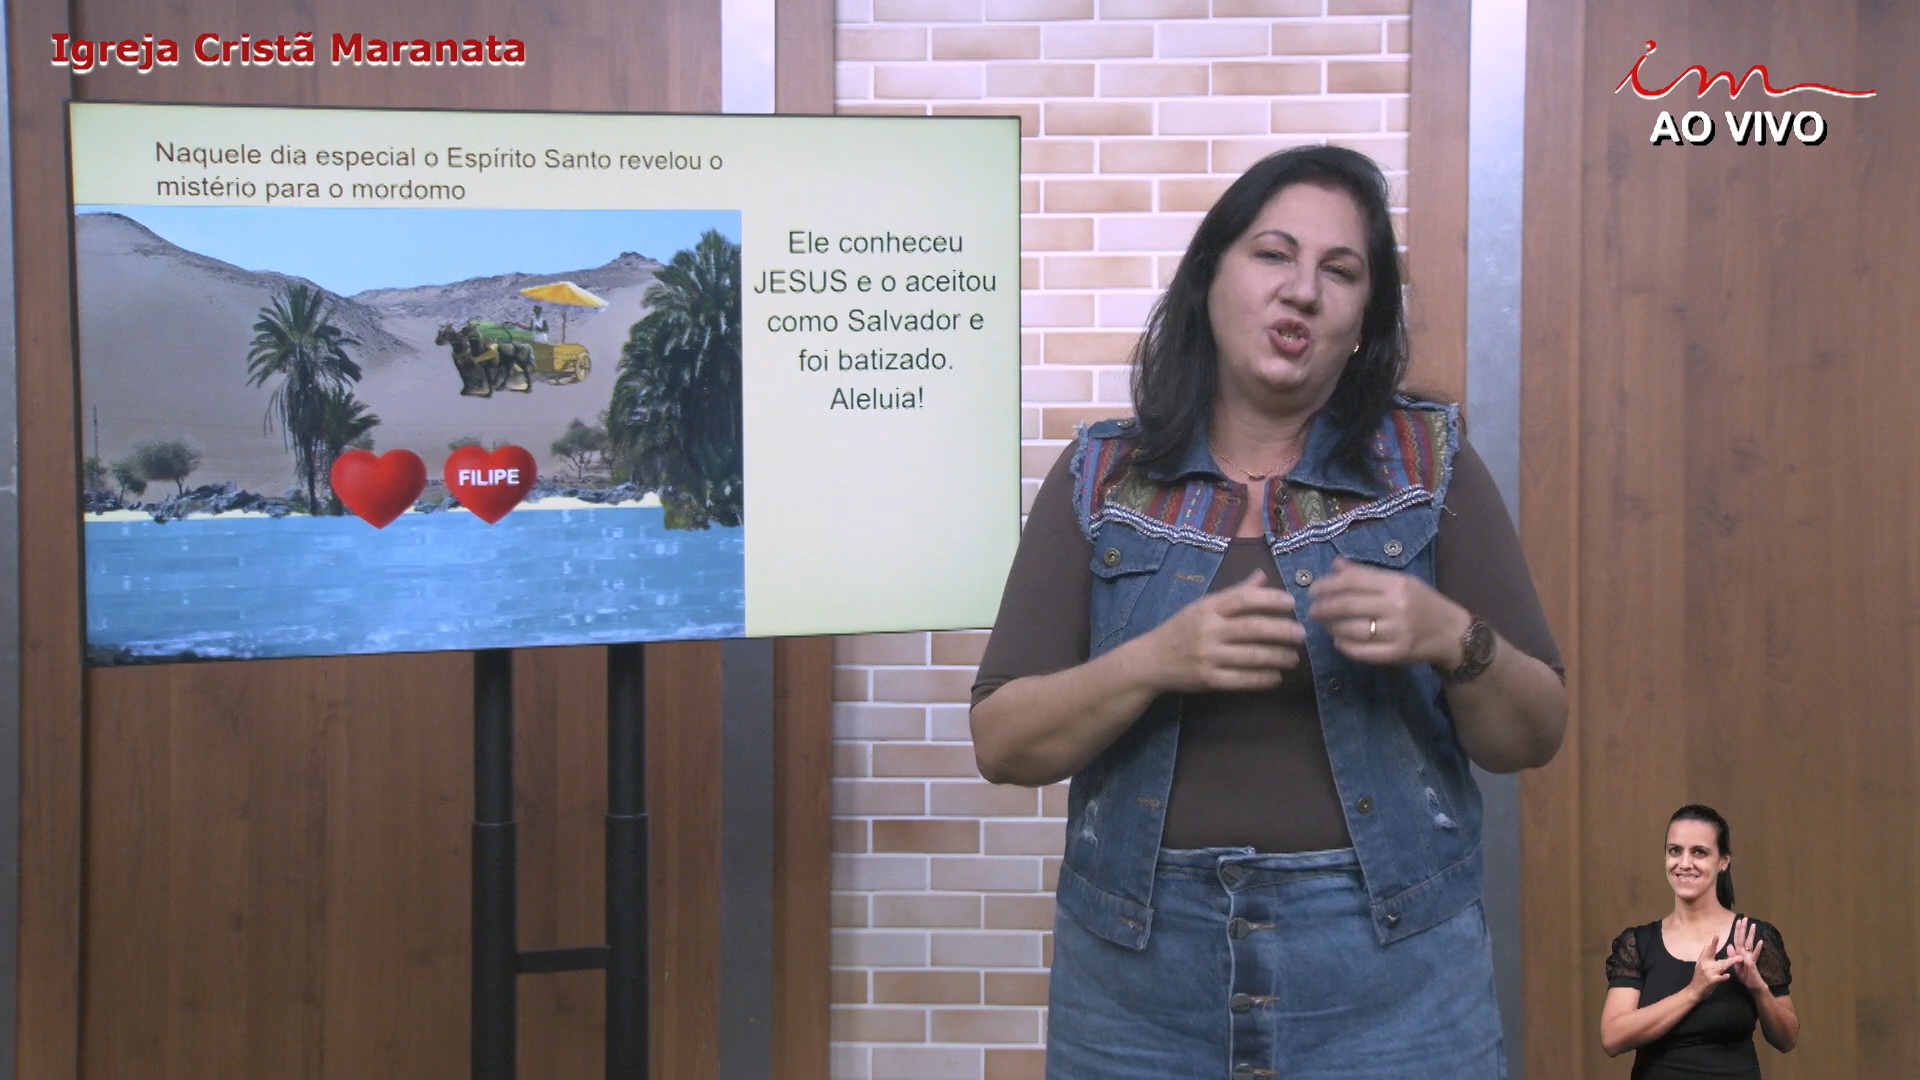 Igreja Cristã Maranata
im
AO VIVO
Naquele dia especial o Espírito Santo revelou o
mistério para o mordomo
Ele conheceu
JESUS e o aceitou
como Salvador e
foi batizado.
Aleluia!
FILIPE